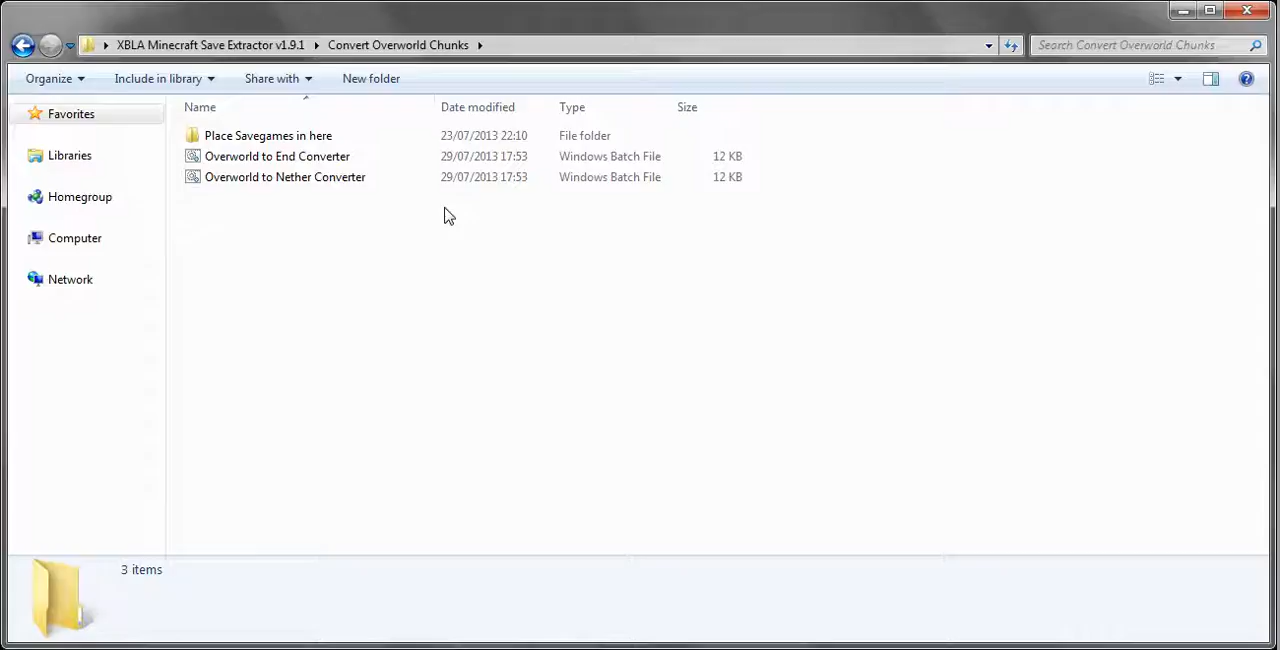 XBLA Minecraft Save Extractor v1.9.1 Convert Overworld Chunks Search Convert Overworld Chunks
Organize Include in library Share with New folder
Name Date modified Type Size
Favorites
Place Savegames in here 23/07/2013 22:10 File folder
Libraries
Overworld to End Converter 29/07/2013 17:53 Windows Batch File 12 KB
Overworld to Nether Converter 29/07/2013 17:53 Windows Batch File 12 KB
Homegroup
Computer
Network
3 items